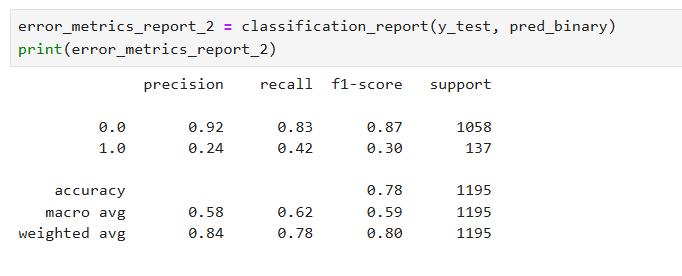 error_metrics_report_2 = classification_report(y_test, pred_binary)
print(error_metrics_report_2)
precision recall f1-score support
0.0 0.92 0.83 0.87 1058
1.0 0.24 0.42 0.30 137
accuracy 0.78 1195
macro avg 0.58 0.62 0.59 1195
weighted avg 0.84 0.78 0.80 1195